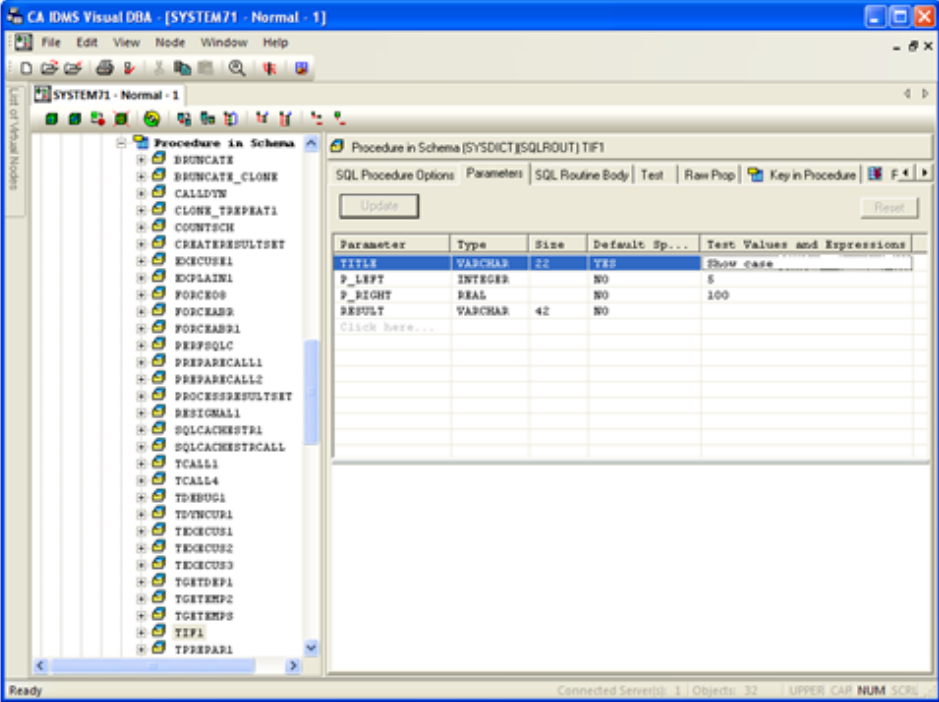 CA IDMS Visual DBA - [SYSTEM71 - Normal - 1]
File Edit View Node Window Help
List of Virtual Nodes
SYSTEM71 - Normal - 1
Procedure in Schema
BRUNCATE
BRUNCATE_CLONE
CALLDYN
CLONE_TREPEAT1
COUNTSCH
CREATERESULTSET
EXECUSE1
EXPLAIN1
FORCE08
FORCEABR
FORCEABR1
PERFSQLC
PREPARECALL1
PREPARECALL2
PROCESSRESULTSET
RESIGNAL1
SQLCACHESTR1
SQLCACHESTRCALL
TCALL1
TCALL4
TDEBUG1
TDYNCUR1
TEXECUS1
TEXECUS2
TEXECUS3
TGETDEP1
TGETEMP2
TGETEMPS
TIF1
TPREPAR1
Procedure in Schema [SYSDICT][SQLROUT] TIF1
SQL Procedure Options Parameters SQL Routine Body Test Raw Prop Key in Procedure F
Update Reset
Parameter Type Size Default Sp... Test Values and Expressions
TITLE VARCHAR 22 YES Show case
P_LEFT INTEGER NO 5
P_RIGHT REAL NO 100
RESULT VARCHAR 42 NO
Click here...
Ready Connected Server(s): 1 Objects: 32 UPPER CAP NUM SCRL